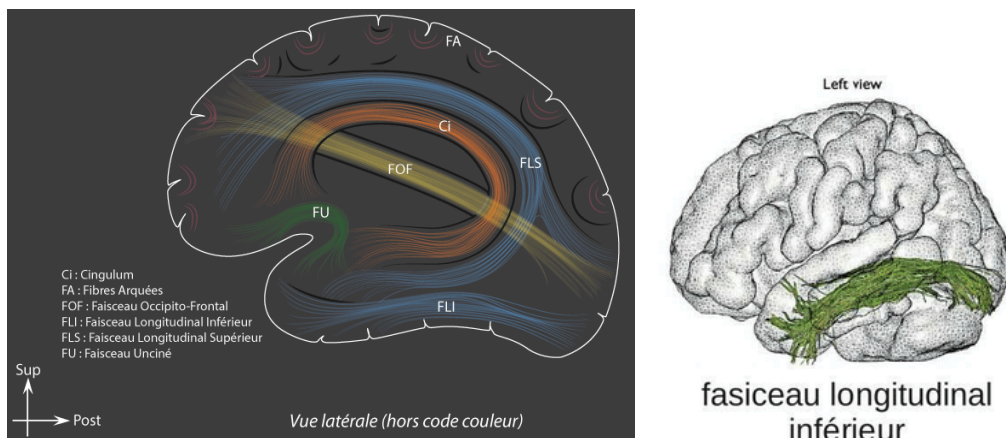 FA
Ci
FOF
FLS
FU
FLI
Ci : Cingulum
FA : Fibres Arquées
FOF : Faisceau Occipito-Frontal
FLI : Faisceau Longitudinal Inférieur
FLS : Faisceau Longitudinal Supérieur
FU : Faisceau Unciné
Sup
Post
Vue latérale (hors code couleur)
Left view
fasiceau longitudinal
inférieur